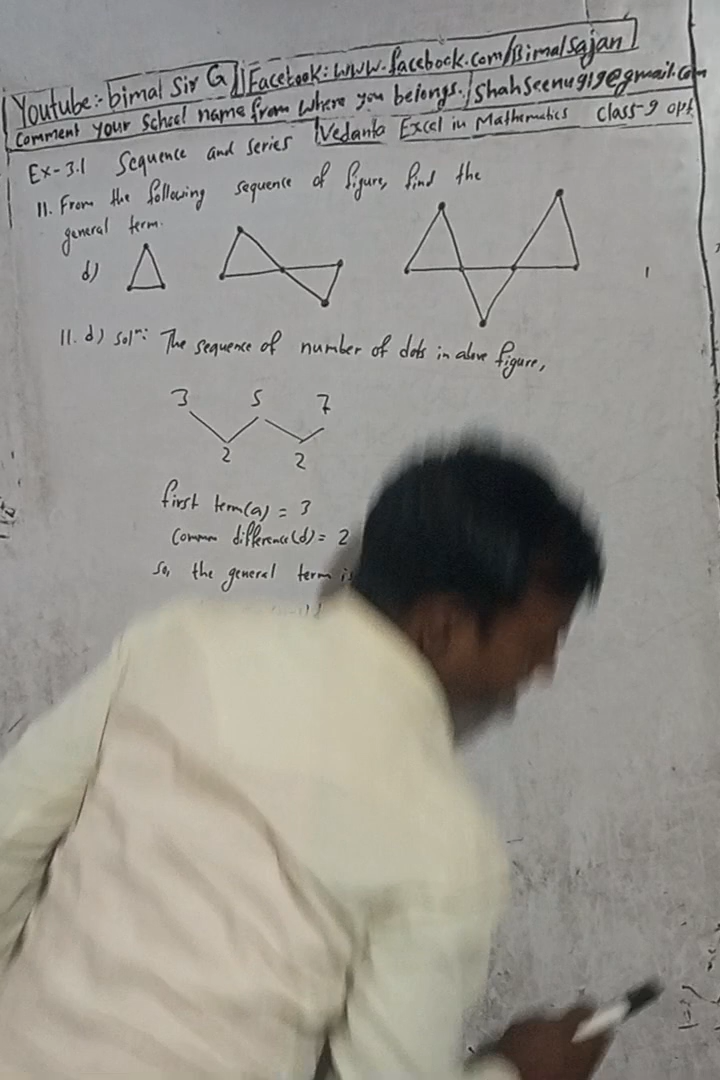 Youtube:- bimal Sir G || Facebook: www.facebook.com/BimalSajan
Comment your School name from where you belongs. / Shahseenu919@gmail.com
Ex-3.1 Sequence and series | Vedanta Excel in Mathematics Class-9 opt.
11. From the following sequence of figure, find the
general term.
d)
11. d) Solⁿ: The sequence of number of dots in above figure,
3 5 7
2 2
first term(a) = 3
Common difference(d) = 2
So, the general term is